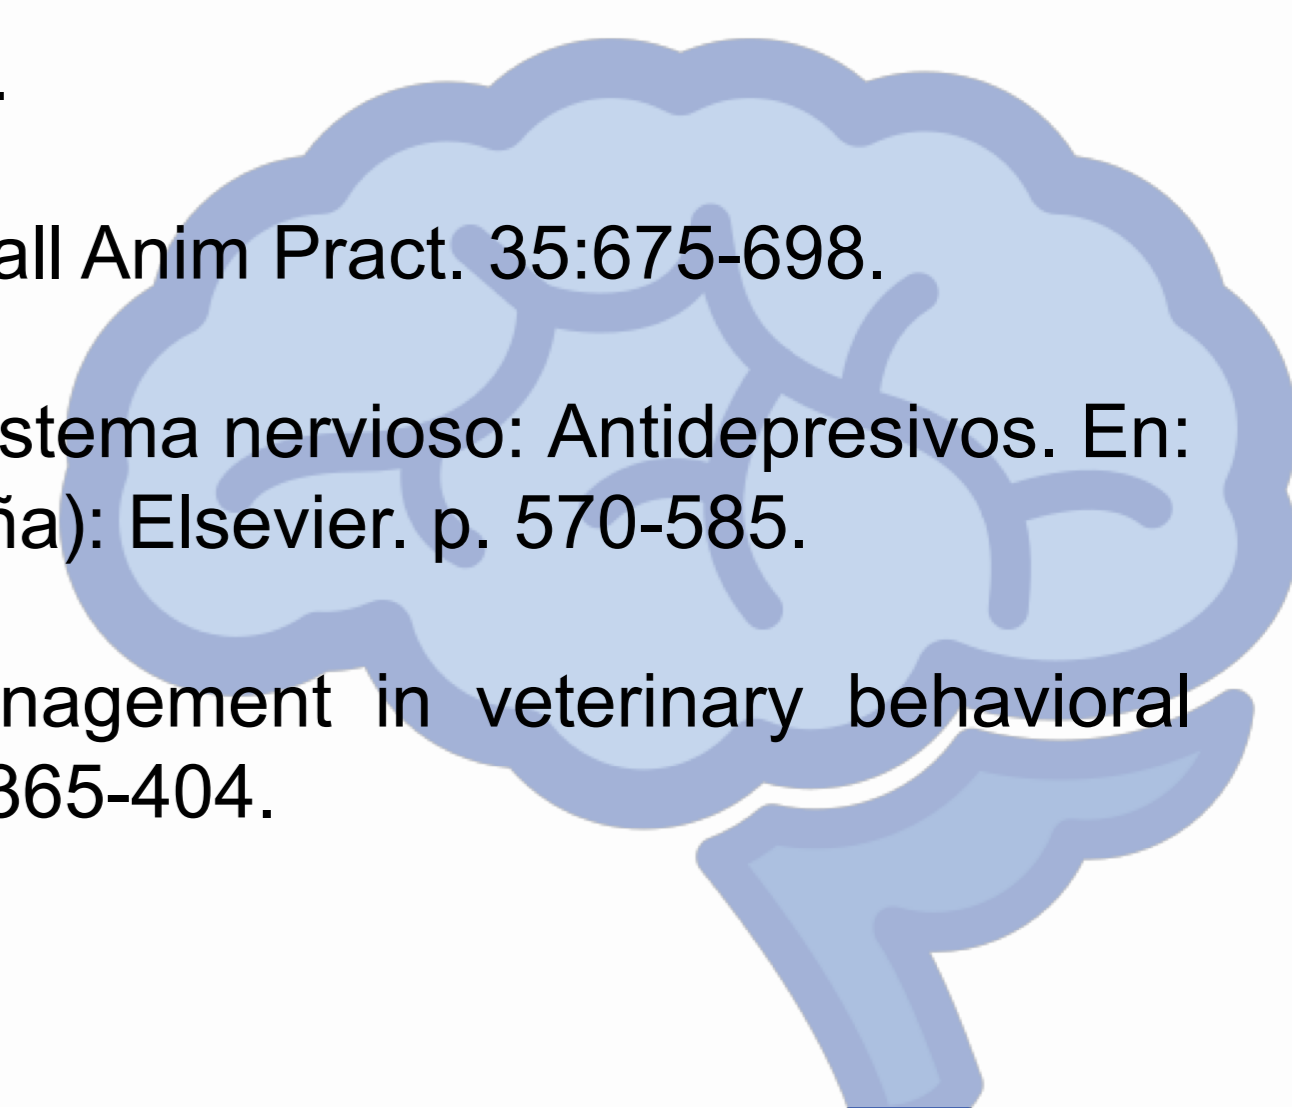 .
all Anim Pract. 35:675-698.
stema nervioso: Antidepresivos. En:
ña): Elsevier. p. 570-585.
nagement in veterinary behavioral
365-404.